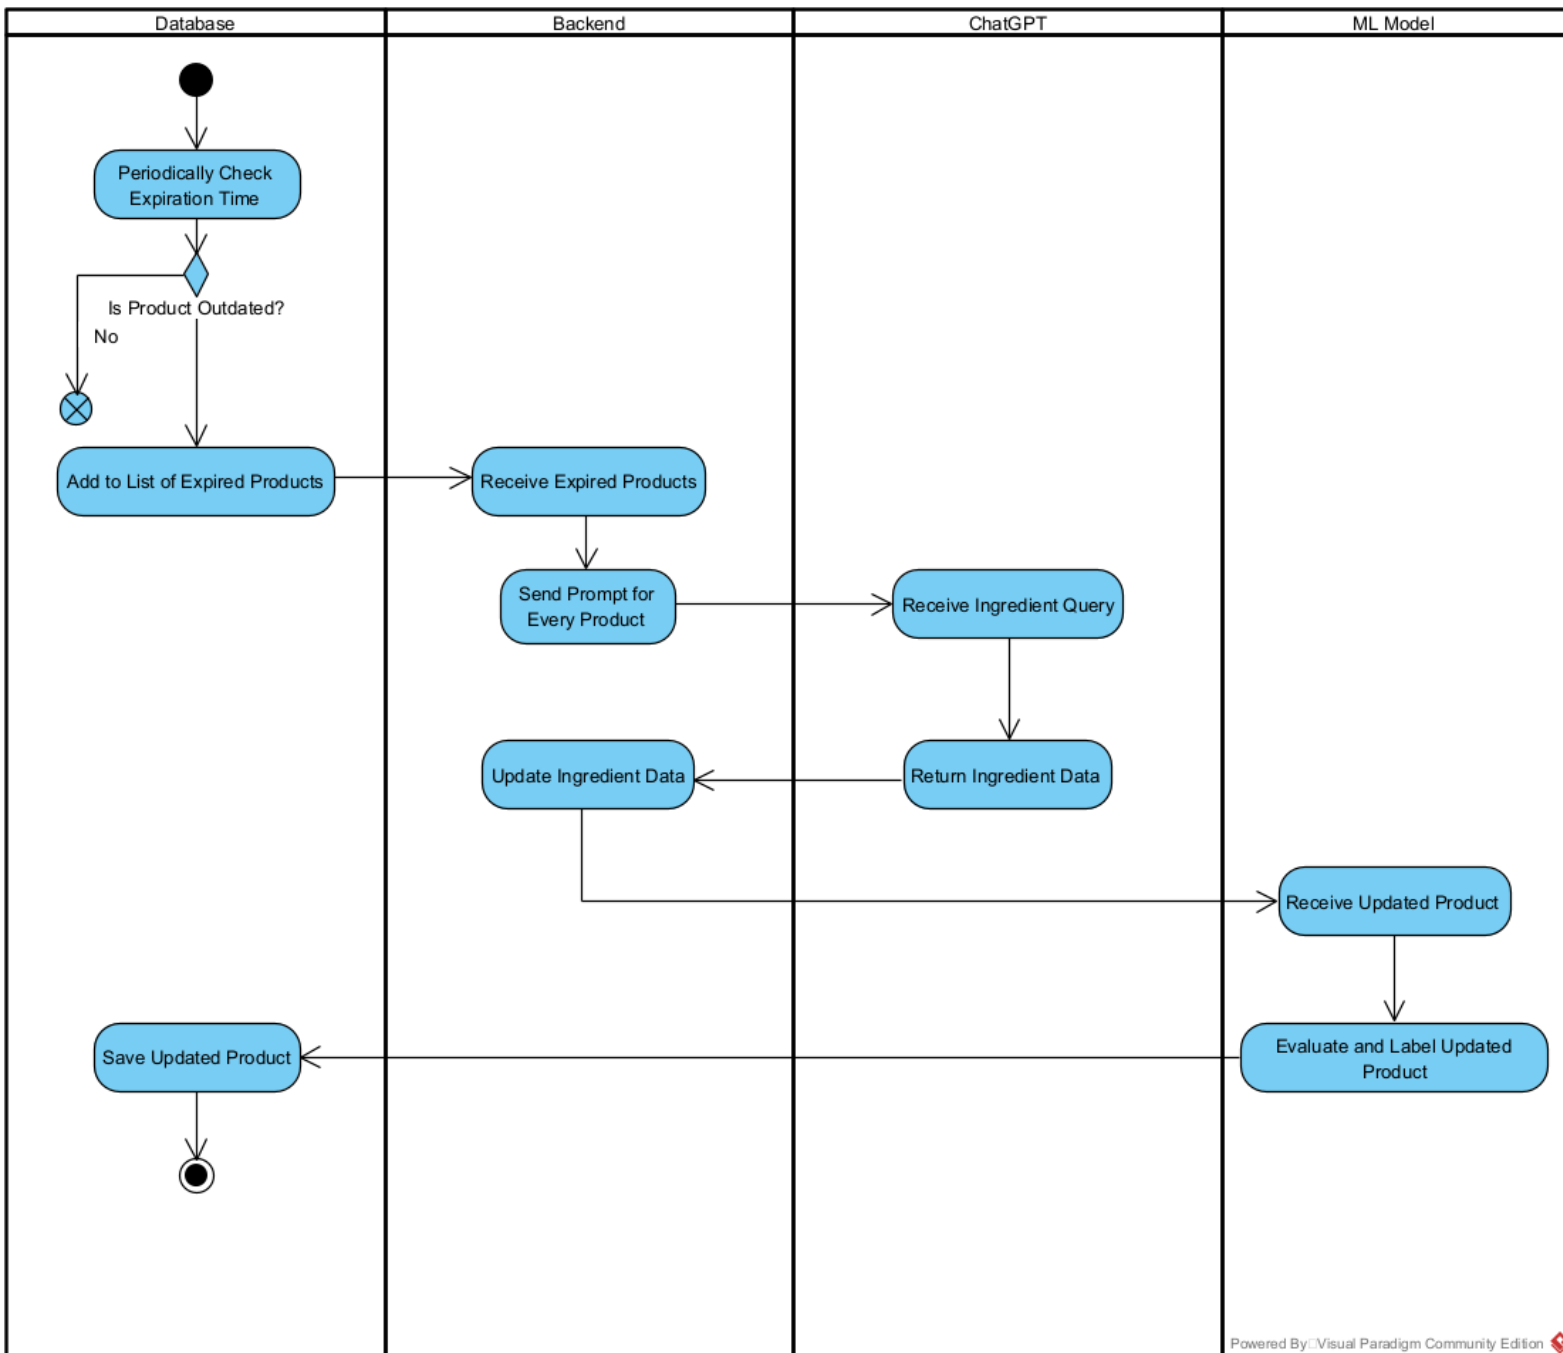 Database
Backend
ChatGPT
ML Model
Periodically Check
Expiration Time
Is Product Outdated?
No
Add to List of Expired Products
Receive Expired Products
Send Prompt for
Every Product
Receive Ingredient Query
Update Ingredient Data
Return Ingredient Data
Receive Updated Product
Save Updated Product
Evaluate and Label Updated
Product
Powered By Visual Paradigm Community Edition